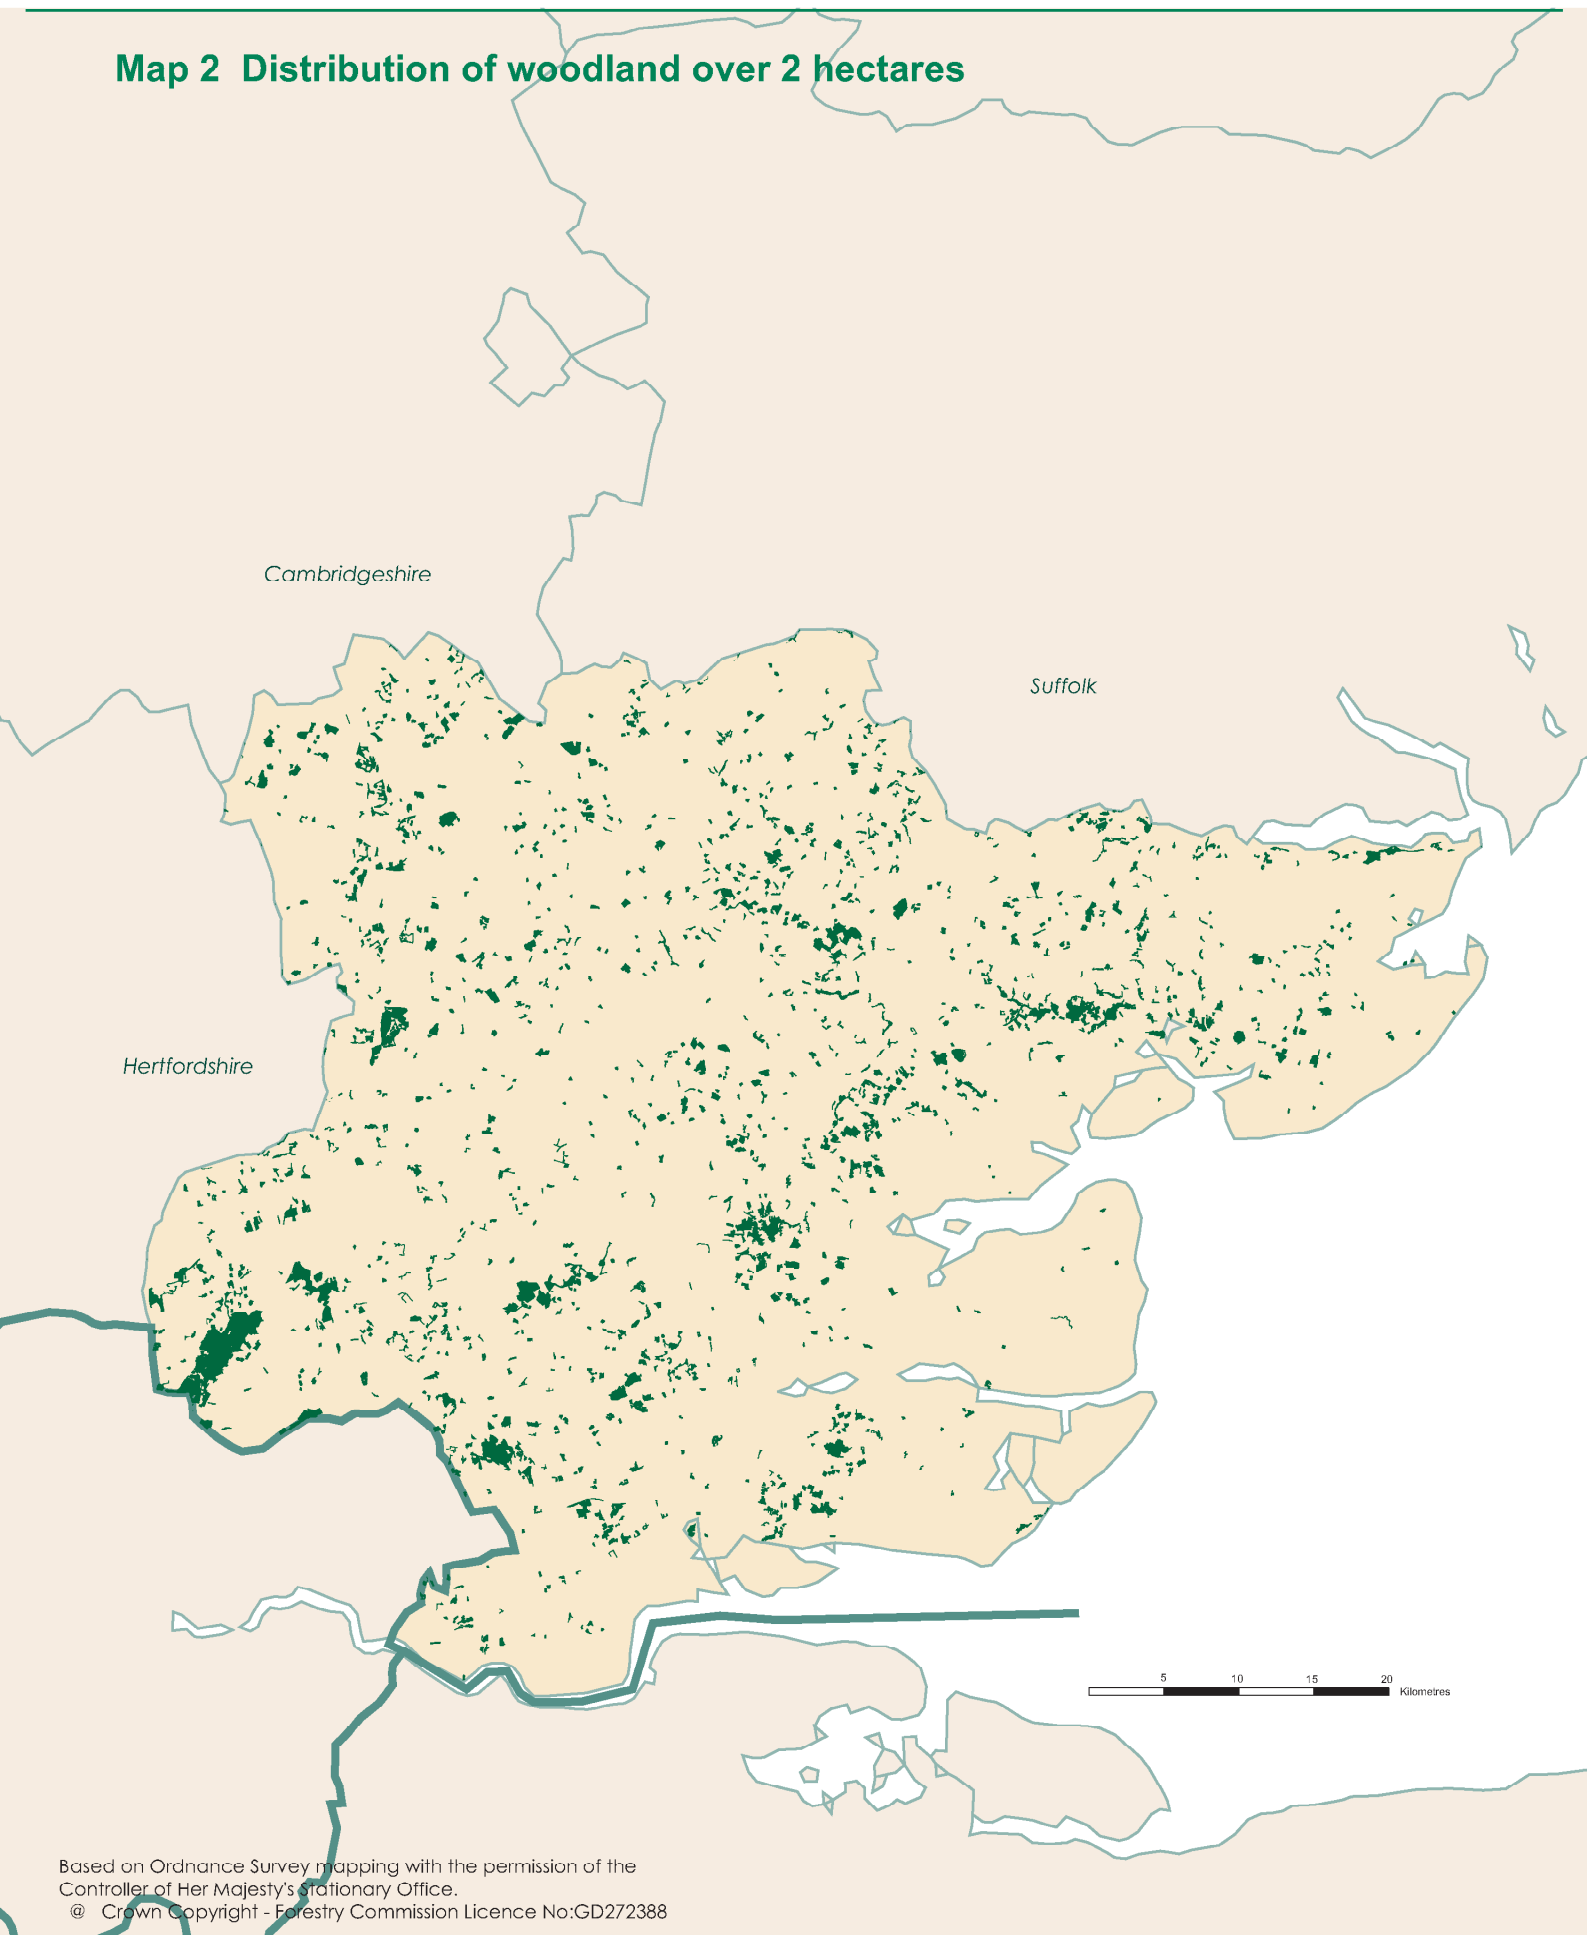 Map 2  Distribution of woodland over 2 hectares
Cambridgeshire
Suffolk
Hertfordshire
5 10 15 20
Kilometres
Based on Ordnance Survey mapping with the permission of the
Controller of Her Majesty's Stationary Office.
@ Crown Copyright - Forestry Commission Licence No:GD272388